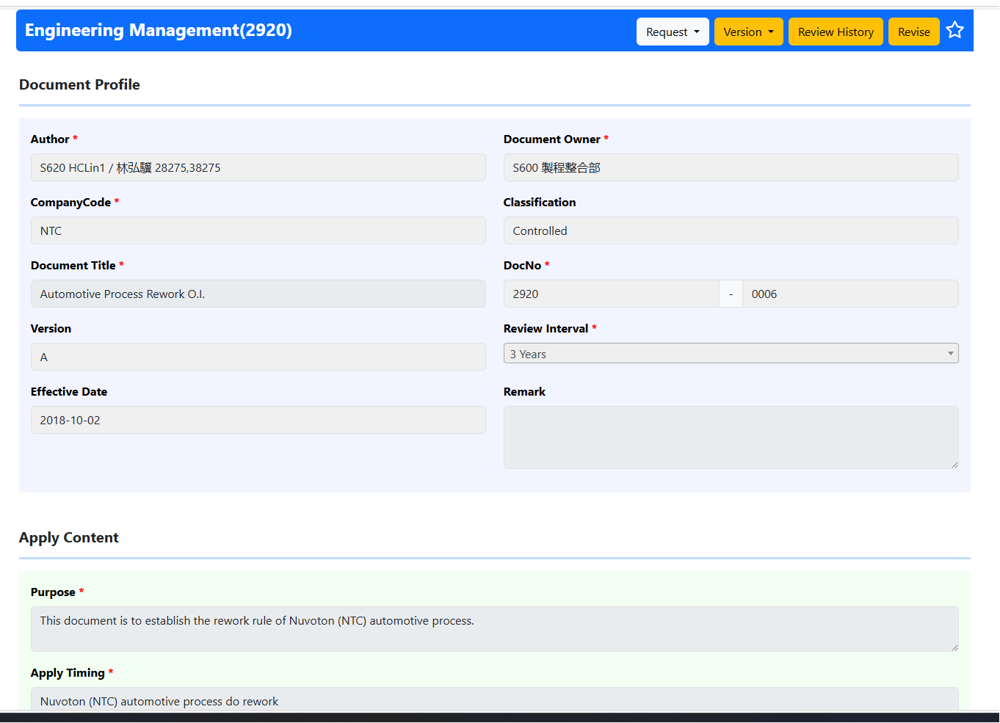 Engineering Management(2920)
Request
Version
Review History
Revise
Document Profile
Author *
Document Owner *
S620 HCLin1 / 林弘驥 28275,38275
S600 製程整合部
CompanyCode *
Classification
NTC
Controlled
Document Title *
DocNo *
Automotive Process Rework O.I.
2920 - 0006
Version
Review Interval *
A
3 Years
Effective Date
Remark
2018-10-02
Apply Content
Purpose *
This document is to establish the rework rule of Nuvoton (NTC) automotive process.
Apply Timing *
Nuvoton (NTC) automotive process do rework